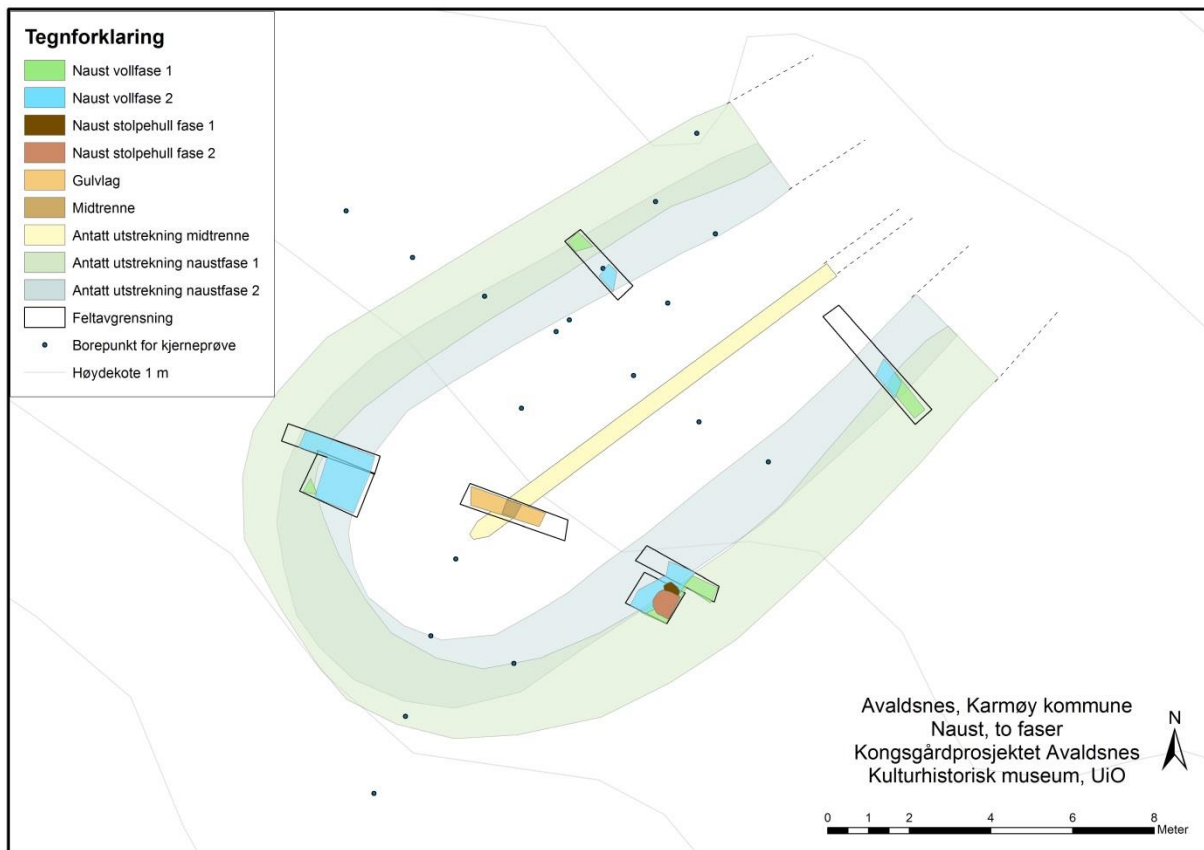 Tegnforklaring
Naust vollfase 1
Naust vollfase 2
Naust stolpehull fase 1
Naust stolpehull fase 2
Gulvlag
Midtrenne
Antatt utstrekning midtrenne
Antatt utstrekning naustfase 1
Antatt utstrekning naustfase 2
Feltavgrensning
Borepunkt for kjerneprøve
Høydekote 1 m
Avaldsnes, Karmøy kommune
Naust, to faser
Kongsgårdprosjektet Avaldsnes
Kulturhistorisk museum, UiO
N
0 1 2 4 6 8
Meter